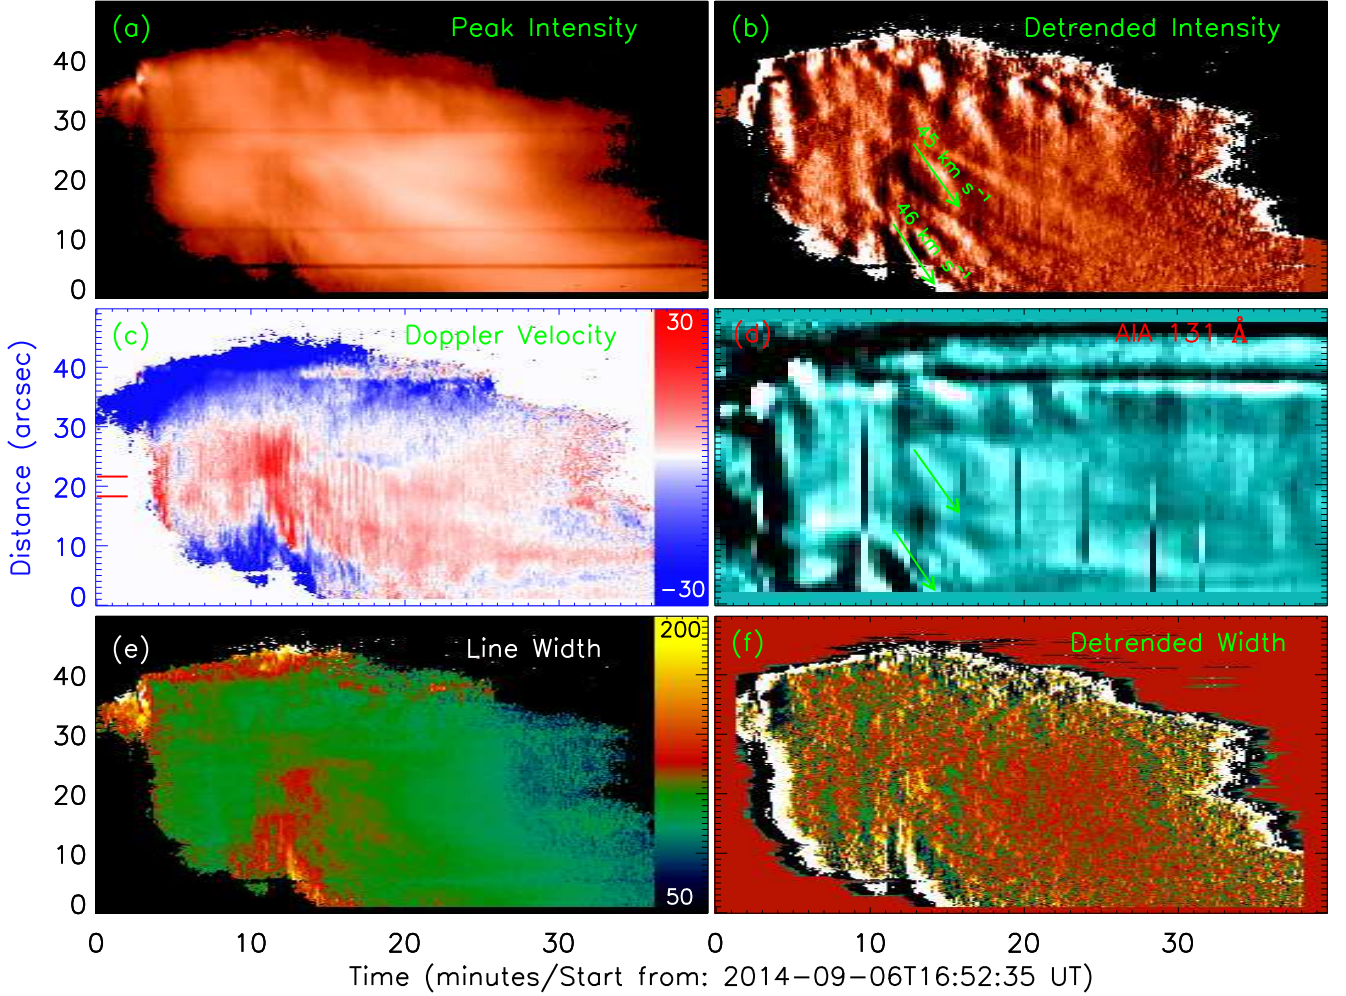 (a) Peak Intensity
(b) Detrended Intensity
40
30
20
10
0
45 km s⁻¹
46 km s⁻¹
(c) Doppler Velocity
30
−30
(d) AIA 131 Å
Distance (arcsec)
40
30
20
10
0
(e) Line Width
200
50
(f) Detrended Width
40
30
20
10
0
0 10 20 30 0 10 20 30
Time (minutes/Start from: 2014−09−06T16:52:35 UT)